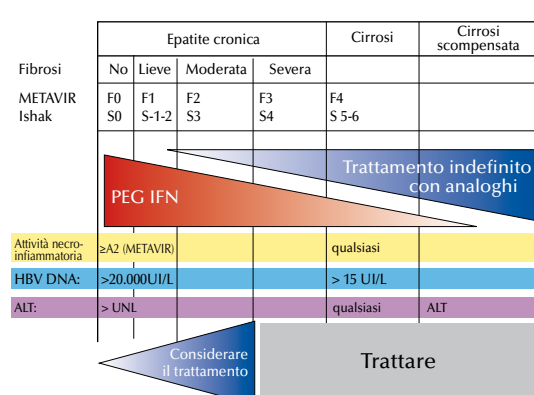 Epatite cronica Cirrosi Cirrosi
scompensata
Fibrosi No Lieve Moderata Severa
METAVIR F0 F1 F2 F3 F4
Ishak S0 S-1-2 S3 S4 S 5-6
Trattamento indefinito
con analoghi
PEG IFN
Attività necro-
infiammatoria ≥A2 (METAVIR) qualsiasi
HBV DNA: >20.000UI/L > 15 UI/L
ALT: > UNL qualsiasi ALT
Considerare
il trattamento
Trattare